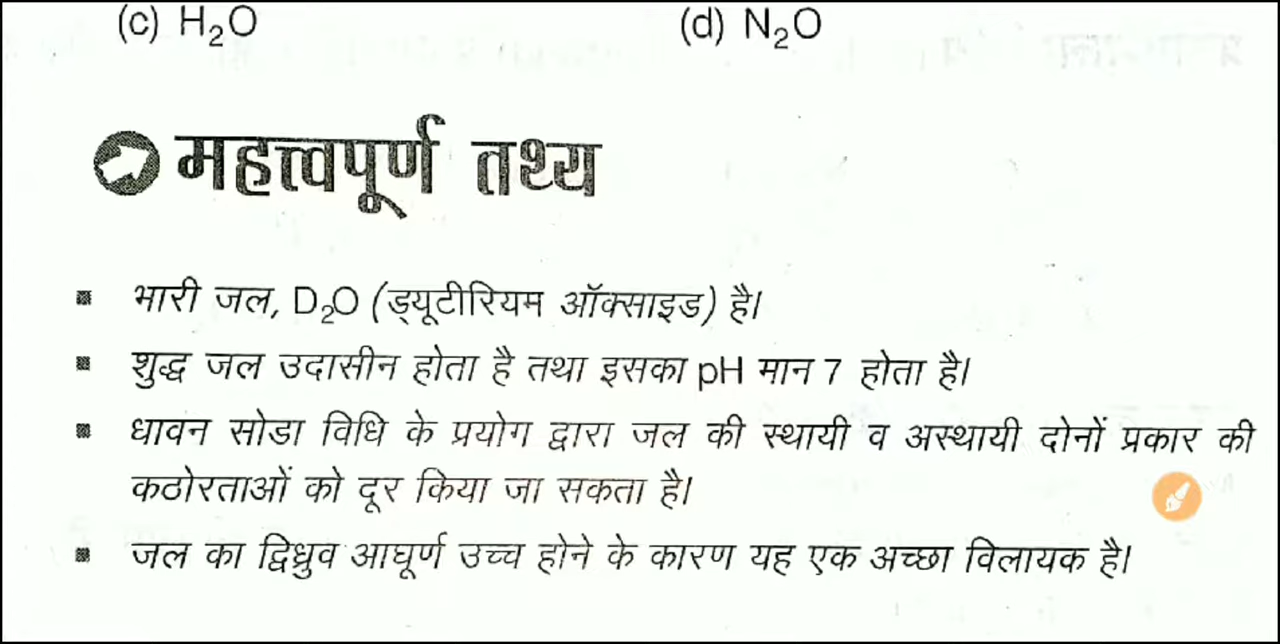 (c) H₂O (d) N₂O
महत्त्वपूर्ण तथ्य
भारी जल, D₂O (ड्यूटीरियम ऑक्साइड) है।
शुद्ध जल उदासीन होता है तथा इसका pH मान 7 होता है।
धावन सोडा विधि के प्रयोग द्वारा जल की स्थायी व अस्थायी दोनों प्रकार की
कठोरताओं को दूर किया जा सकता है।
जल का द्विध्रुव आघूर्ण उच्च होने के कारण यह एक अच्छा विलायक है।